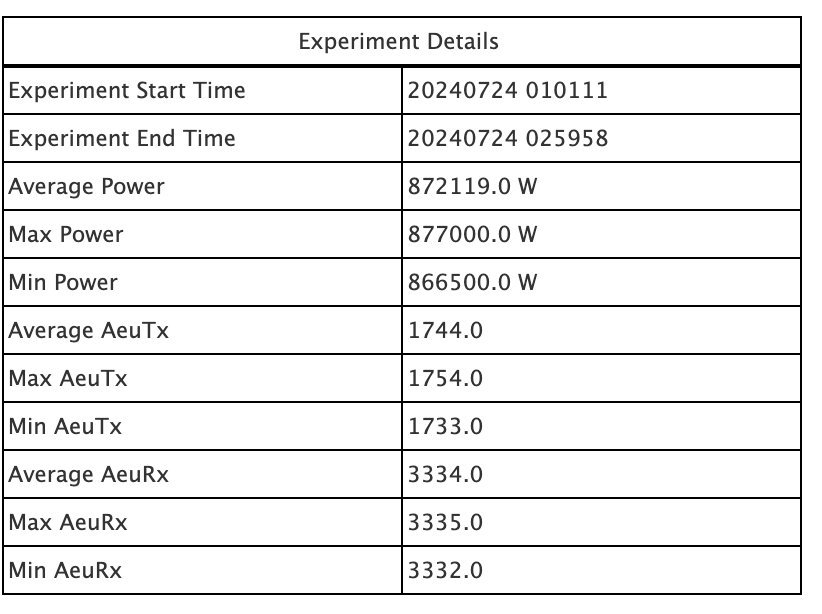 Experiment Details
Experiment Start Time 20240724 010111
Experiment End Time 20240724 025958
Average Power 872119.0 W
Max Power 877000.0 W
Min Power 866500.0 W
Average AeuTx 1744.0
Max AeuTx 1754.0
Min AeuTx 1733.0
Average AeuRx 3334.0
Max AeuRx 3335.0
Min AeuRx 3332.0